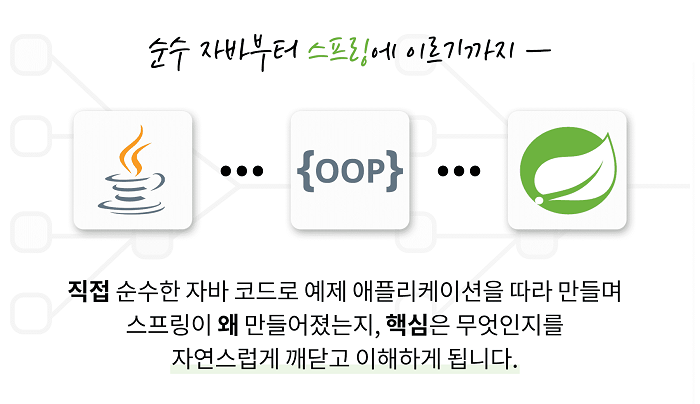 순수 자바부터 스프링에 이르기까지 —
{OOP}
직접 순수한 자바 코드로 예제 애플리케이션을 따라 만들며
스프링이 왜 만들어졌는지, 핵심은 무엇인지를
자연스럽게 깨닫고 이해하게 됩니다.